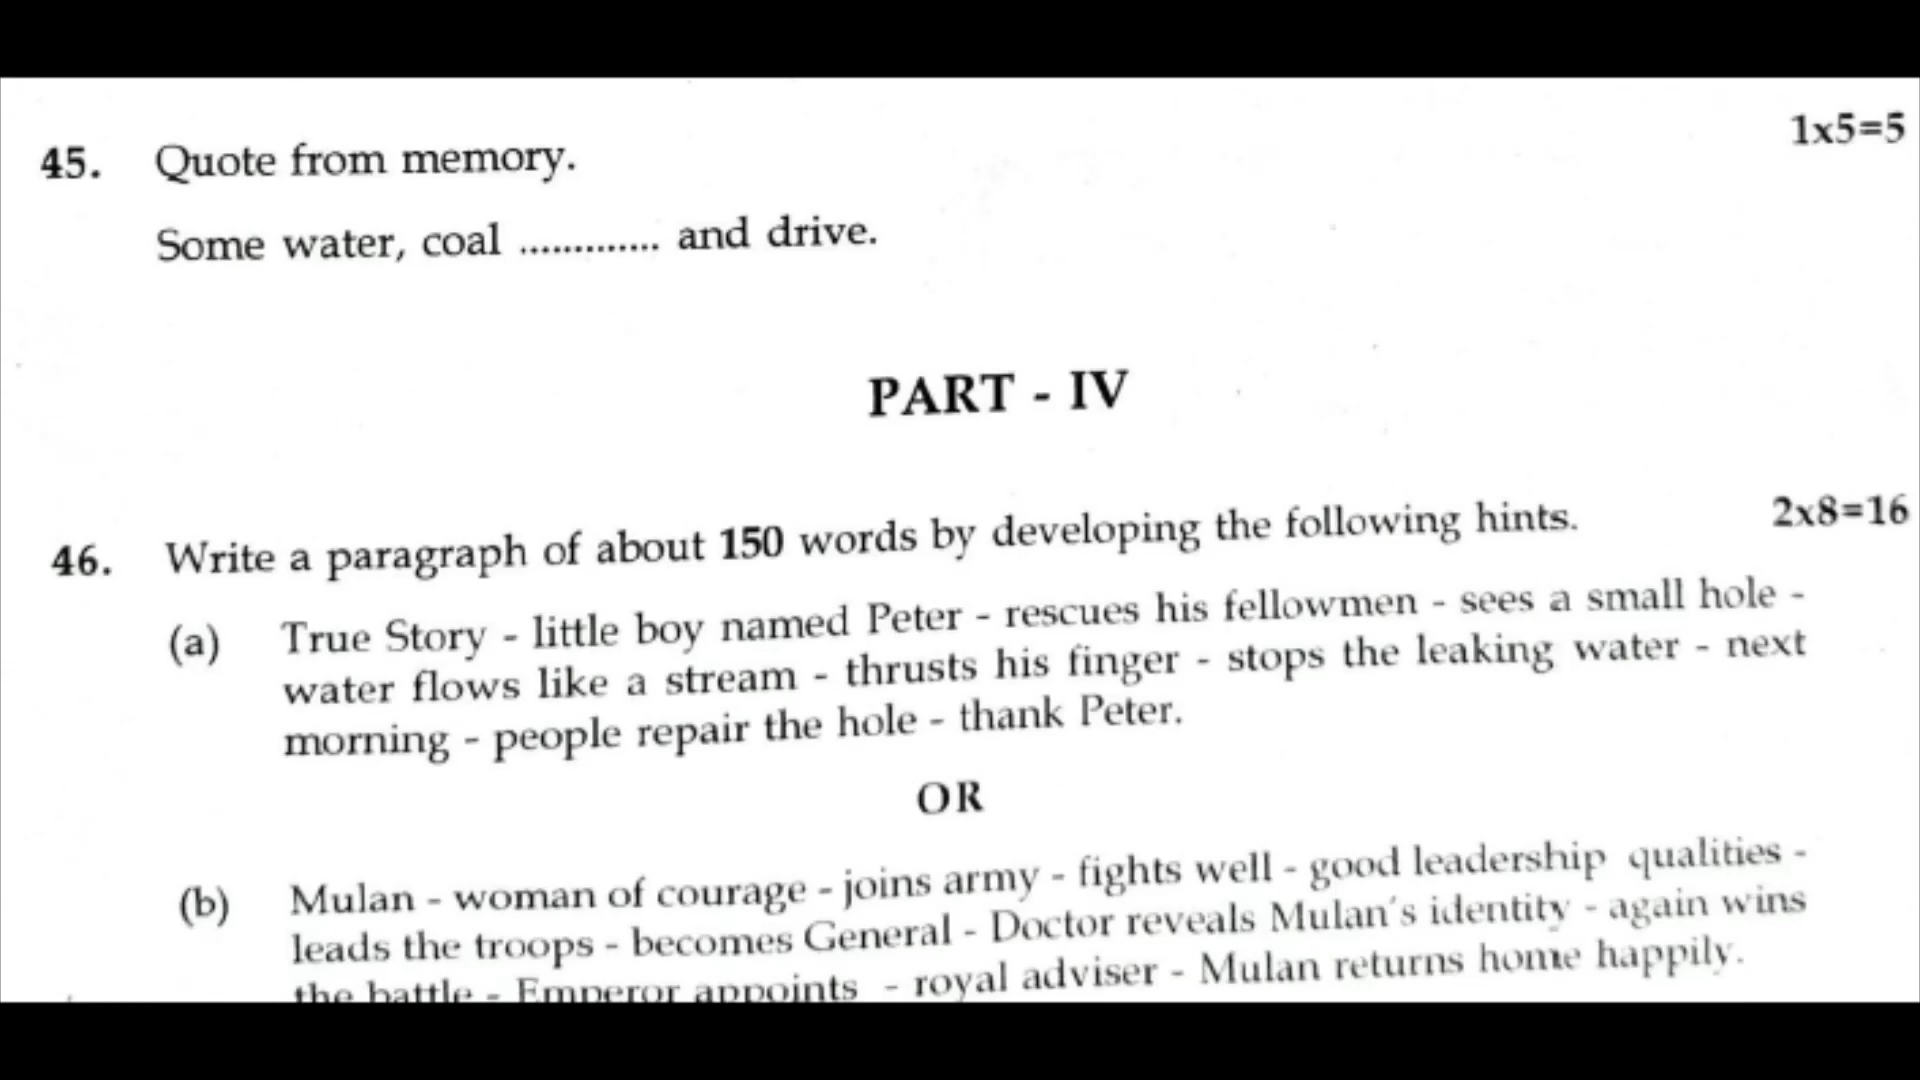 1x5=5
45. Quote from memory.
Some water, coal ............. and drive.
PART - IV
46. Write a paragraph of about 150 words by developing the following hints. 2x8=16
(a) True Story - little boy named Peter - rescues his fellowmen - sees a small hole -
water flows like a stream - thrusts his finger - stops the leaking water - next
morning - people repair the hole - thank Peter.
OR
(b) Mulan - woman of courage - joins army - fights well - good leadership qualities -
leads the troops - becomes General - Doctor reveals Mulan's identity - again wins
the battle - Emperor appoints - royal adviser - Mulan returns home happily.